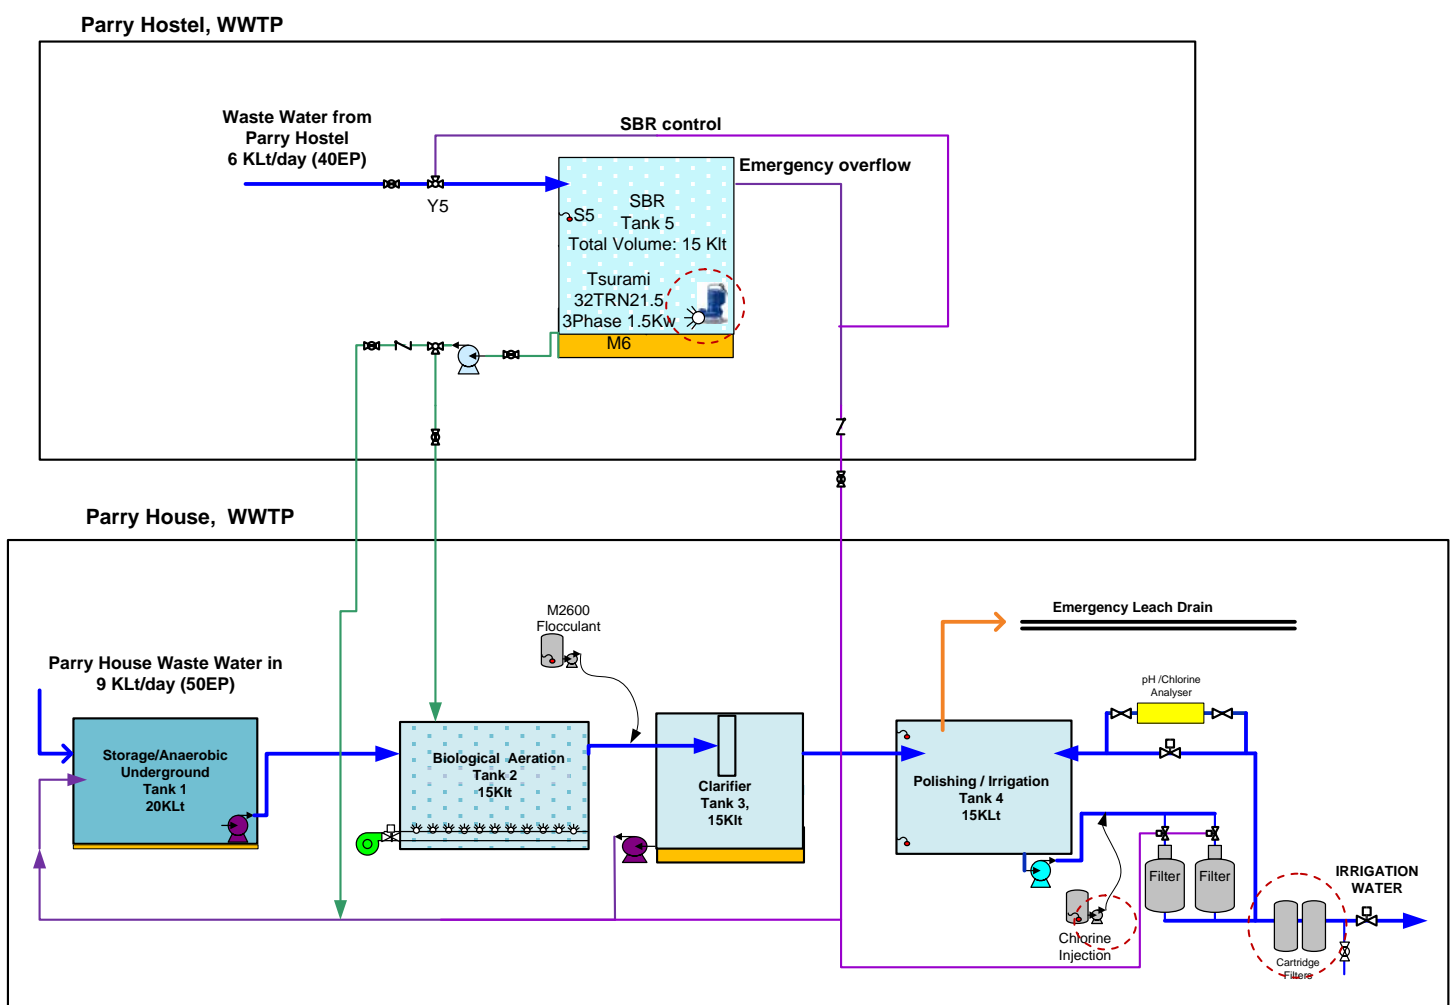 Parry Hostel, WWTP
Waste Water from
Parry Hostel
6 KLt/day (40EP)
SBR control
Emergency overflow
Y5
S5
SBR
Tank 5
Total Volume: 15 Klt
Tsurami
32TRN21.5
3Phase 1.5Kw
M6
Parry House, WWTP
M2600
Flocculant
Emergency Leach Drain
Parry House Waste Water in
9 KLt/day (50EP)
pH /Chlorine
Analyser
Storage/Anaerobic
Underground
Tank 1
20KLt
Biological Aeration
Tank 2
15Klt
Clarifier
Tank 3,
15Klt
Polishing / Irrigation
Tank 4
15KLt
Filter
Filter
IRRIGATION
WATER
Chlorine
Injection
Cartridge
Filters